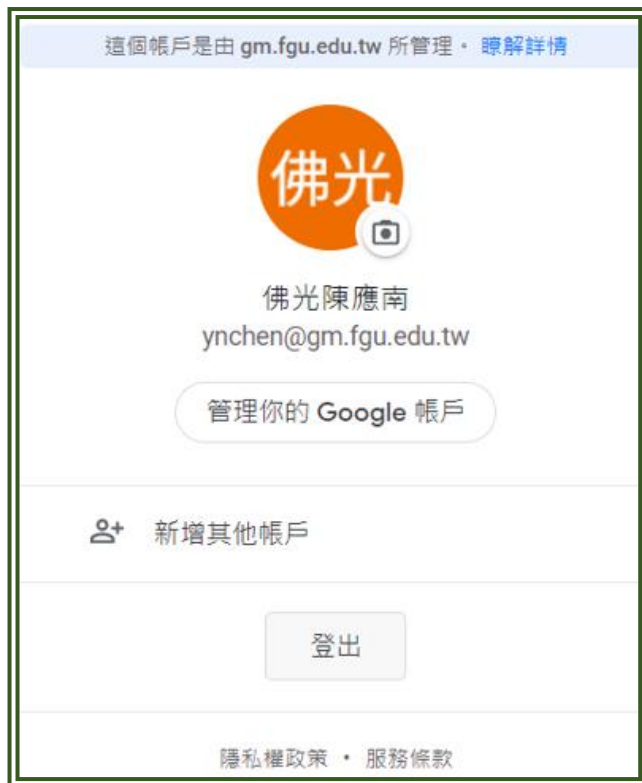 這個帳戶是由 gm.fgu.edu.tw 所管理。 瞭解詳情
佛光
佛光陳應南
ynchen@gm.fgu.edu.tw
管理你的 Google 帳戶
新增其他帳戶
登出
隱私權政策 • 服務條款